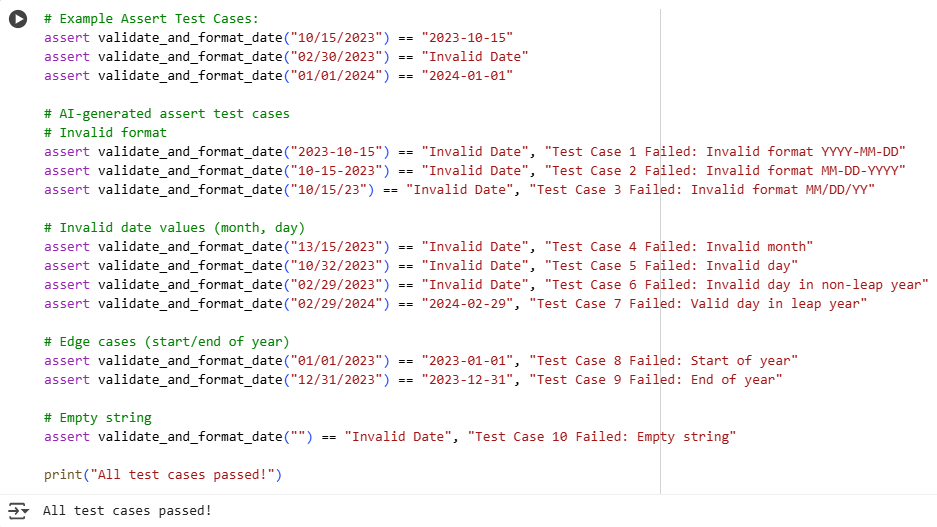 # Example Assert Test Cases:
assert validate_and_format_date("10/15/2023") == "2023-10-15"
assert validate_and_format_date("02/30/2023") == "Invalid Date"
assert validate_and_format_date("01/01/2024") == "2024-01-01"
# AI-generated assert test cases
# Invalid format
assert validate_and_format_date("2023-10-15") == "Invalid Date", "Test Case 1 Failed: Invalid format YYYY-MM-DD"
assert validate_and_format_date("10-15-2023") == "Invalid Date", "Test Case 2 Failed: Invalid format MM-DD-YYYY"
assert validate_and_format_date("10/15/23") == "Invalid Date", "Test Case 3 Failed: Invalid format MM/DD/YY"
# Invalid date values (month, day)
assert validate_and_format_date("13/15/2023") == "Invalid Date", "Test Case 4 Failed: Invalid month"
assert validate_and_format_date("10/32/2023") == "Invalid Date", "Test Case 5 Failed: Invalid day"
assert validate_and_format_date("02/29/2023") == "Invalid Date", "Test Case 6 Failed: Invalid day in non-leap year"
assert validate_and_format_date("02/29/2024") == "2024-02-29", "Test Case 7 Failed: Valid day in leap year"
# Edge cases (start/end of year)
assert validate_and_format_date("01/01/2023") == "2023-01-01", "Test Case 8 Failed: Start of year"
assert validate_and_format_date("12/31/2023") == "2023-12-31", "Test Case 9 Failed: End of year"
# Empty string
assert validate_and_format_date("") == "Invalid Date", "Test Case 10 Failed: Empty string"
print("All test cases passed!")
All test cases passed!